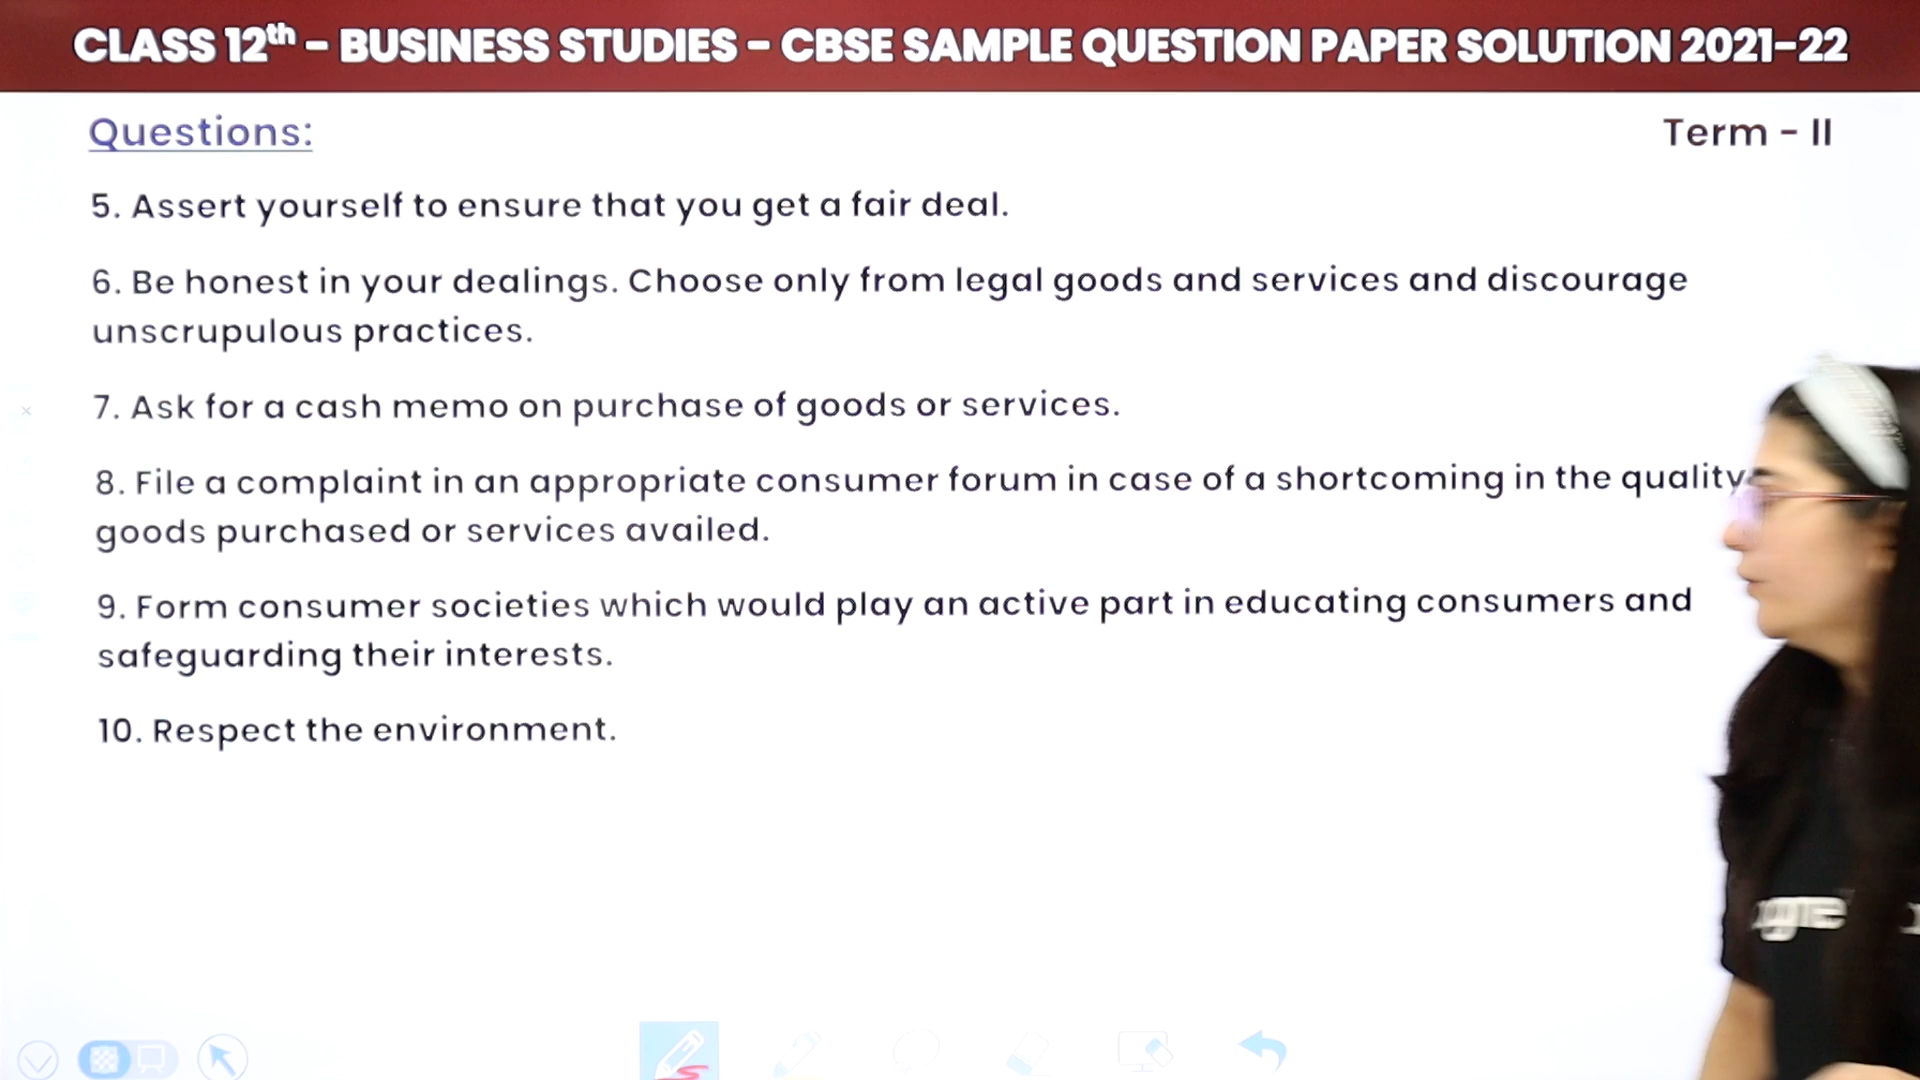 CLASS 12th – BUSINESS STUDIES – CBSE SAMPLE QUESTION PAPER SOLUTION 2021–22
Questions:
Term – II
5. Assert yourself to ensure that you get a fair deal.
6. Be honest in your dealings. Choose only from legal goods and services and discourage
unscrupulous practices.
7. Ask for a cash memo on purchase of goods or services.
8. File a complaint in an appropriate consumer forum in case of a shortcoming in the quality
goods purchased or services availed.
9. Form consumer societies which would play an active part in educating consumers and
safeguarding their interests.
10. Respect the environment.